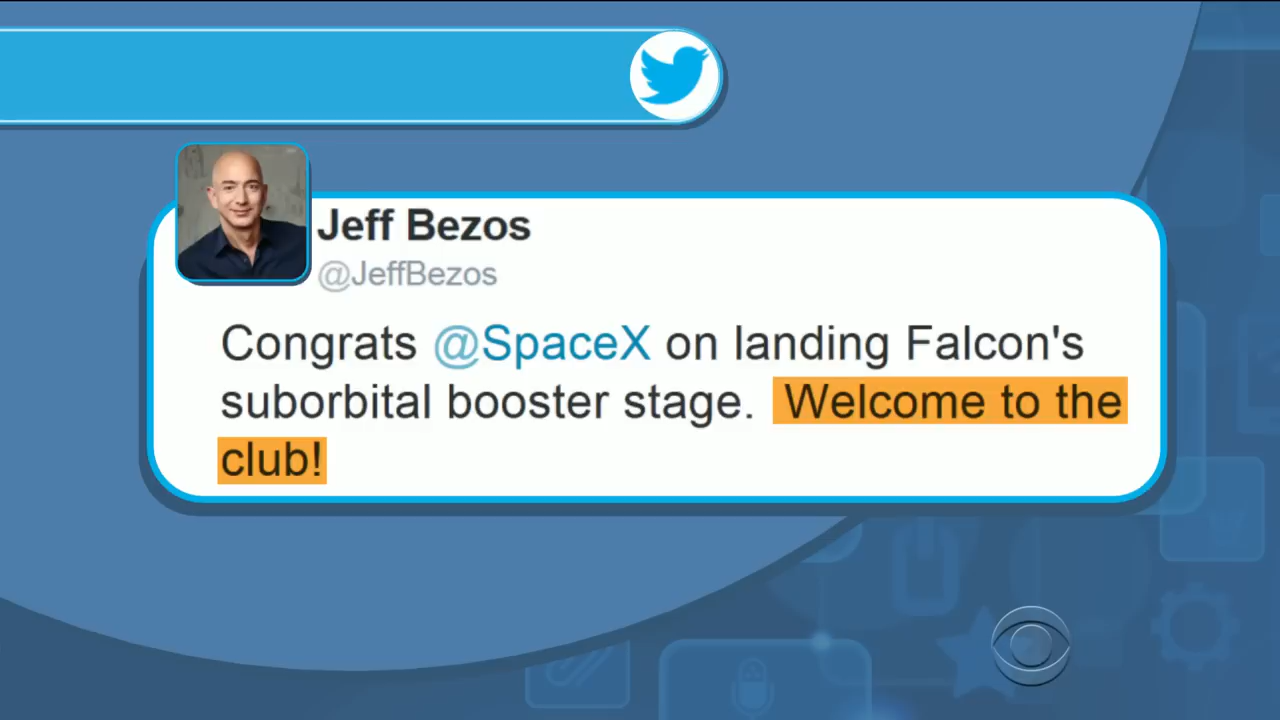 Jeff Bezos
@JeffBezos
Congrats @SpaceX on landing Falcon's
suborbital booster stage. Welcome to the
club!